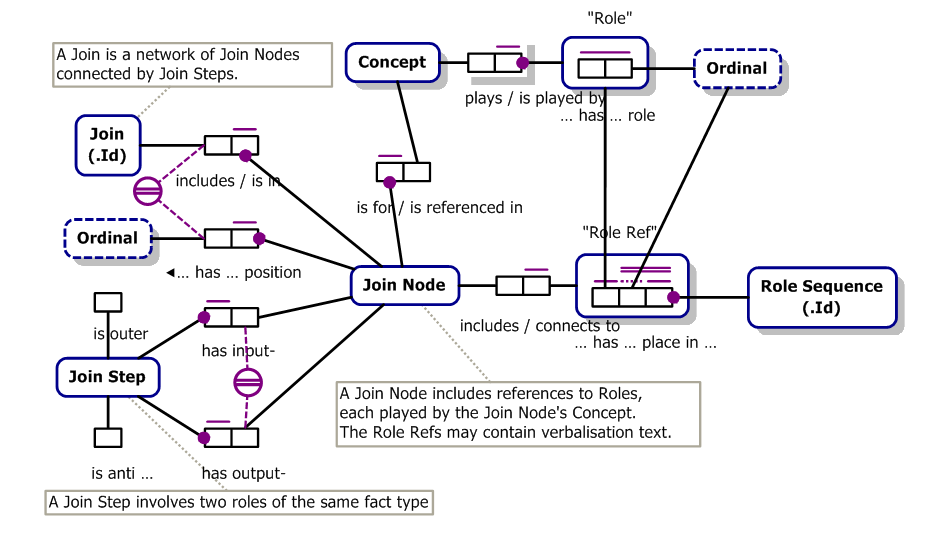 "Role"
A Join is a network of Join Nodes
connected by Join Steps.
Concept
Ordinal
plays / is played by
... has ... role
Join
(.Id)
includes / is in
is for / is referenced in
Ordinal
"Role Ref"
◄... has ... position
Join Node
Role Sequence
(.Id)
includes / connects to
... has ... place in ...
is outer
has input-
Join Step
A Join Node includes references to Roles,
each played by the Join Node's Concept.
The Role Refs may contain verbalisation text.
is anti ...
has output-
A Join Step involves two roles of the same fact type